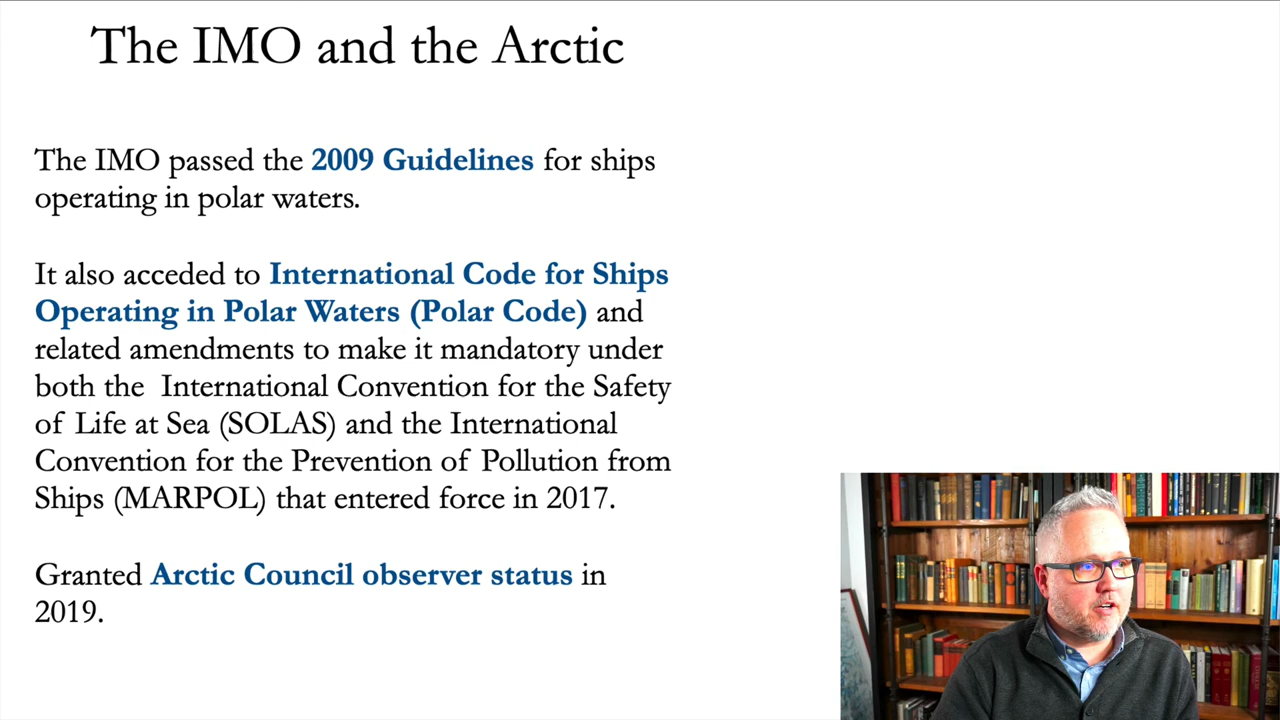 The IMO and the Arctic
The IMO passed the 2009 Guidelines for ships
operating in polar waters.
It also acceded to International Code for Ships
Operating in Polar Waters (Polar Code) and
related amendments to make it mandatory under
both the International Convention for the Safety
of Life at Sea (SOLAS) and the International
Convention for the Prevention of Pollution from
Ships (MARPOL) that entered force in 2017.
Granted Arctic Council observer status in
2019.